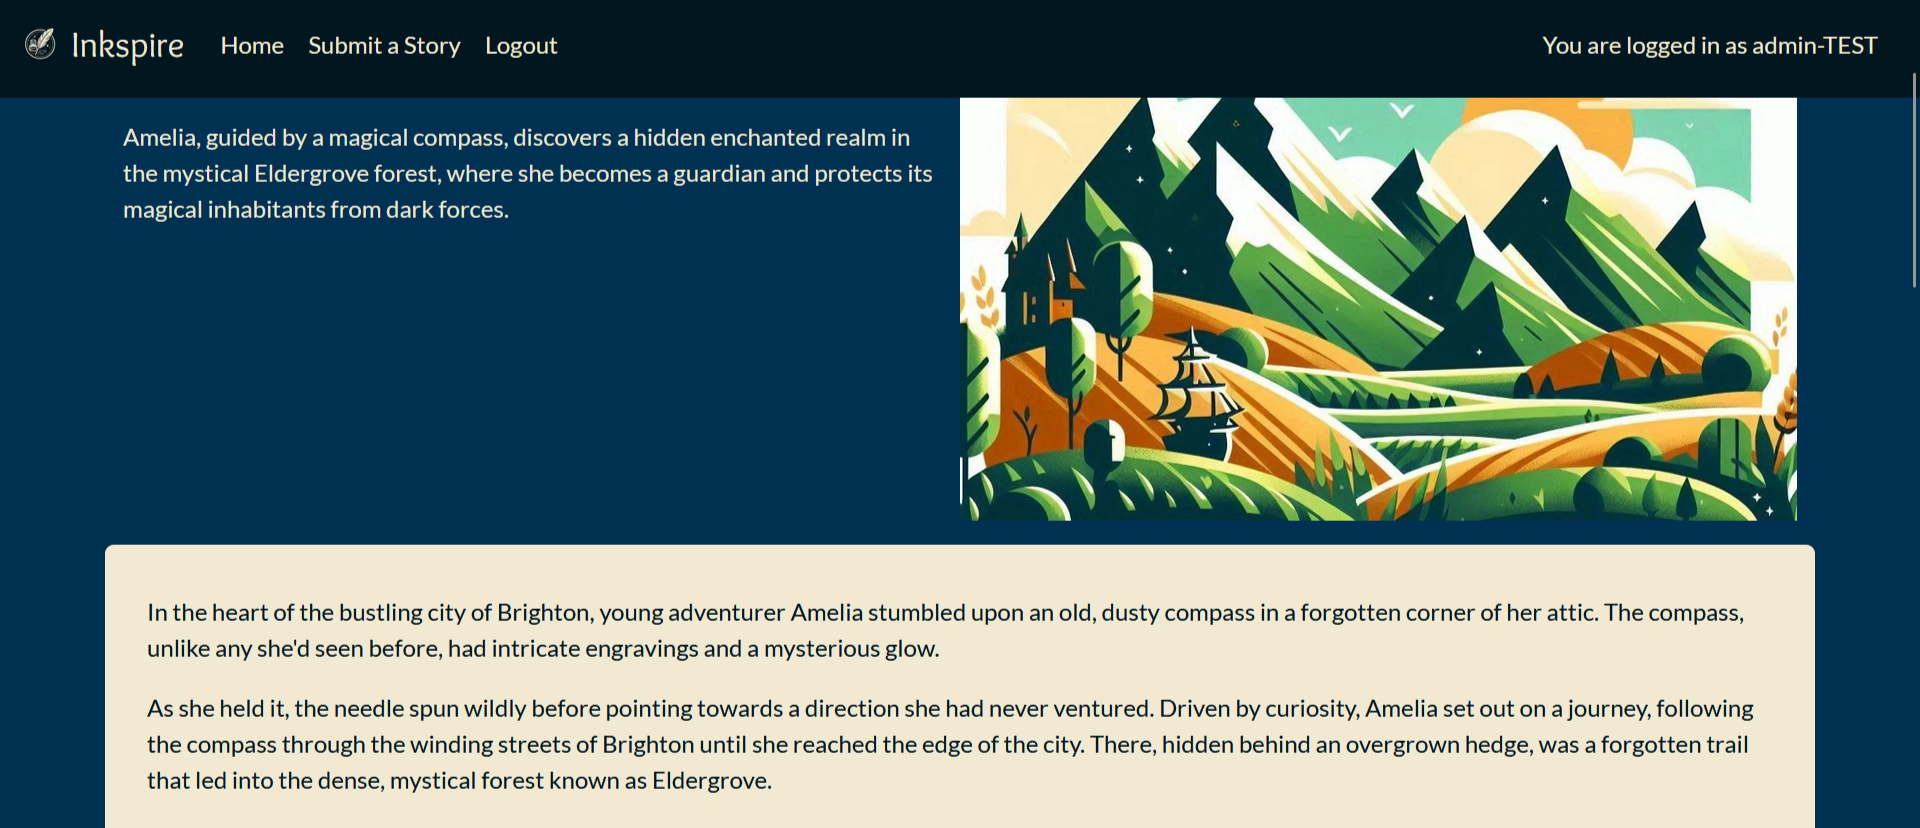 Inkspire Home Submit a Story Logout You are logged in as admin-TEST
Amelia, guided by a magical compass, discovers a hidden enchanted realm in
the mystical Eldergrove forest, where she becomes a guardian and protects its
magical inhabitants from dark forces.
In the heart of the bustling city of Brighton, young adventurer Amelia stumbled upon an old, dusty compass in a forgotten corner of her attic. The compass,
unlike any she'd seen before, had intricate engravings and a mysterious glow.
As she held it, the needle spun wildly before pointing towards a direction she had never ventured. Driven by curiosity, Amelia set out on a journey, following
the compass through the winding streets of Brighton until she reached the edge of the city. There, hidden behind an overgrown hedge, was a forgotten trail
that led into the dense, mystical forest known as Eldergrove.